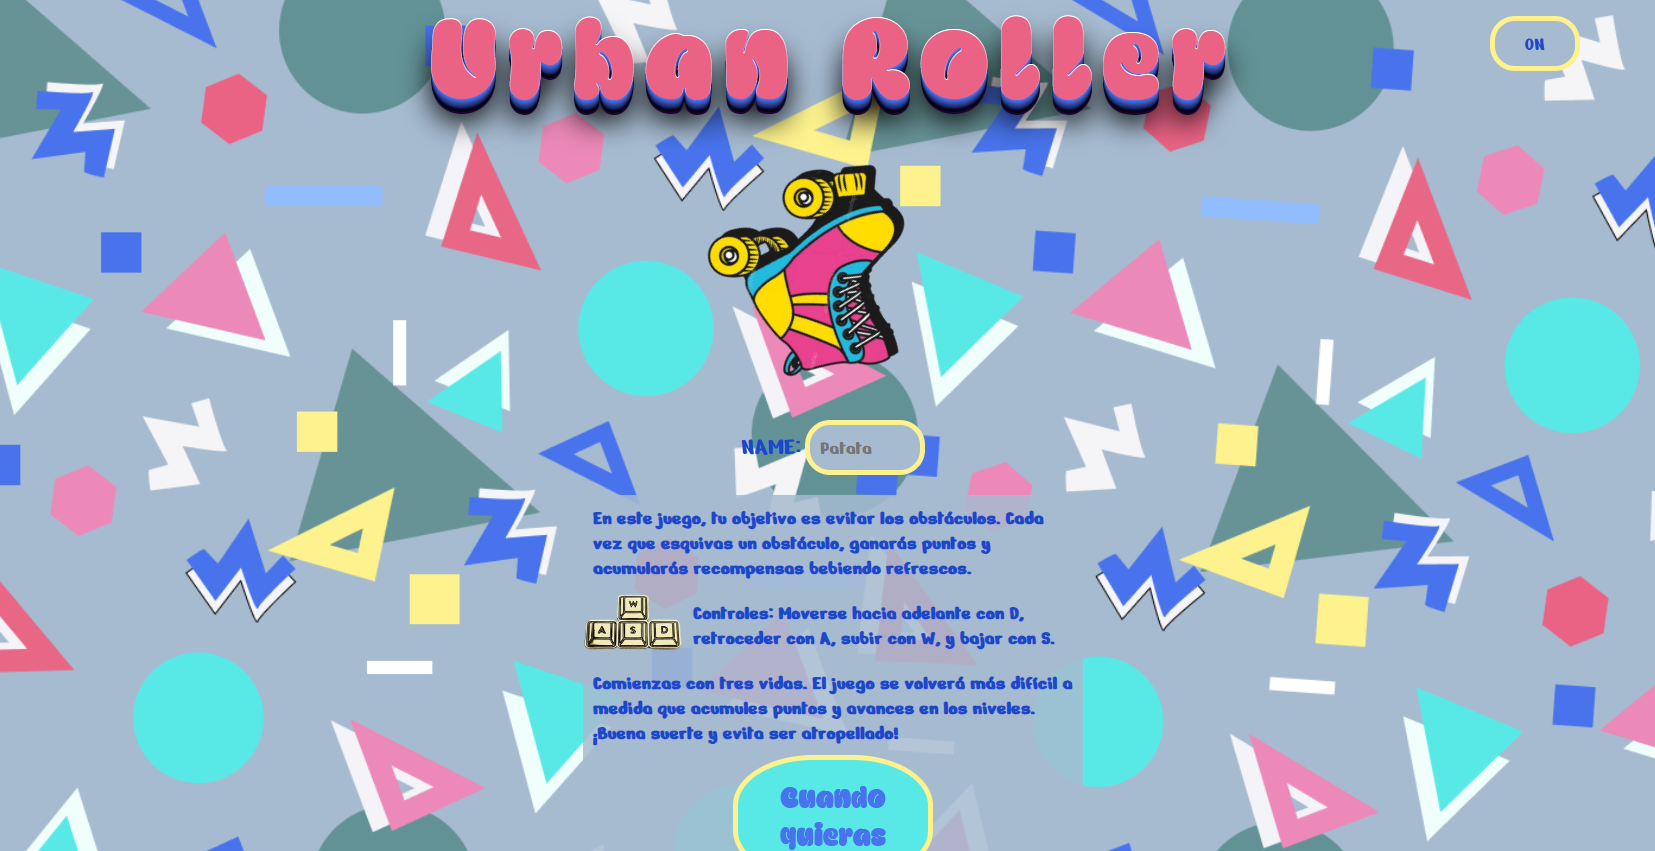 Urban Roller
ON
NAME: Patata
En este juego, tu objetivo es evitar los obstáculos. Cada
vez que esquivas un obstáculo, ganarás puntos y
acumularás recompensas bebiendo refrescos.
W
A S D
Controles: Moverse hacia adelante con D,
retroceder con A, subir con W, y bajar con S.
Comienzas con tres vidas. El juego se volverá más difícil a
medida que acumules puntos y avances en los niveles.
¡Buena suerte y evita ser atropellado!
Cuando
quieras